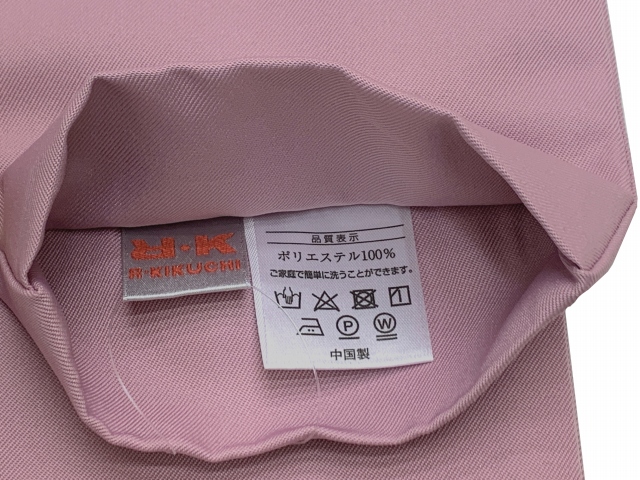 H・K
H-KIKUCHI
品質表示
ポリエステル100%
ご家庭で簡単に洗うことができます。
P W
中国製